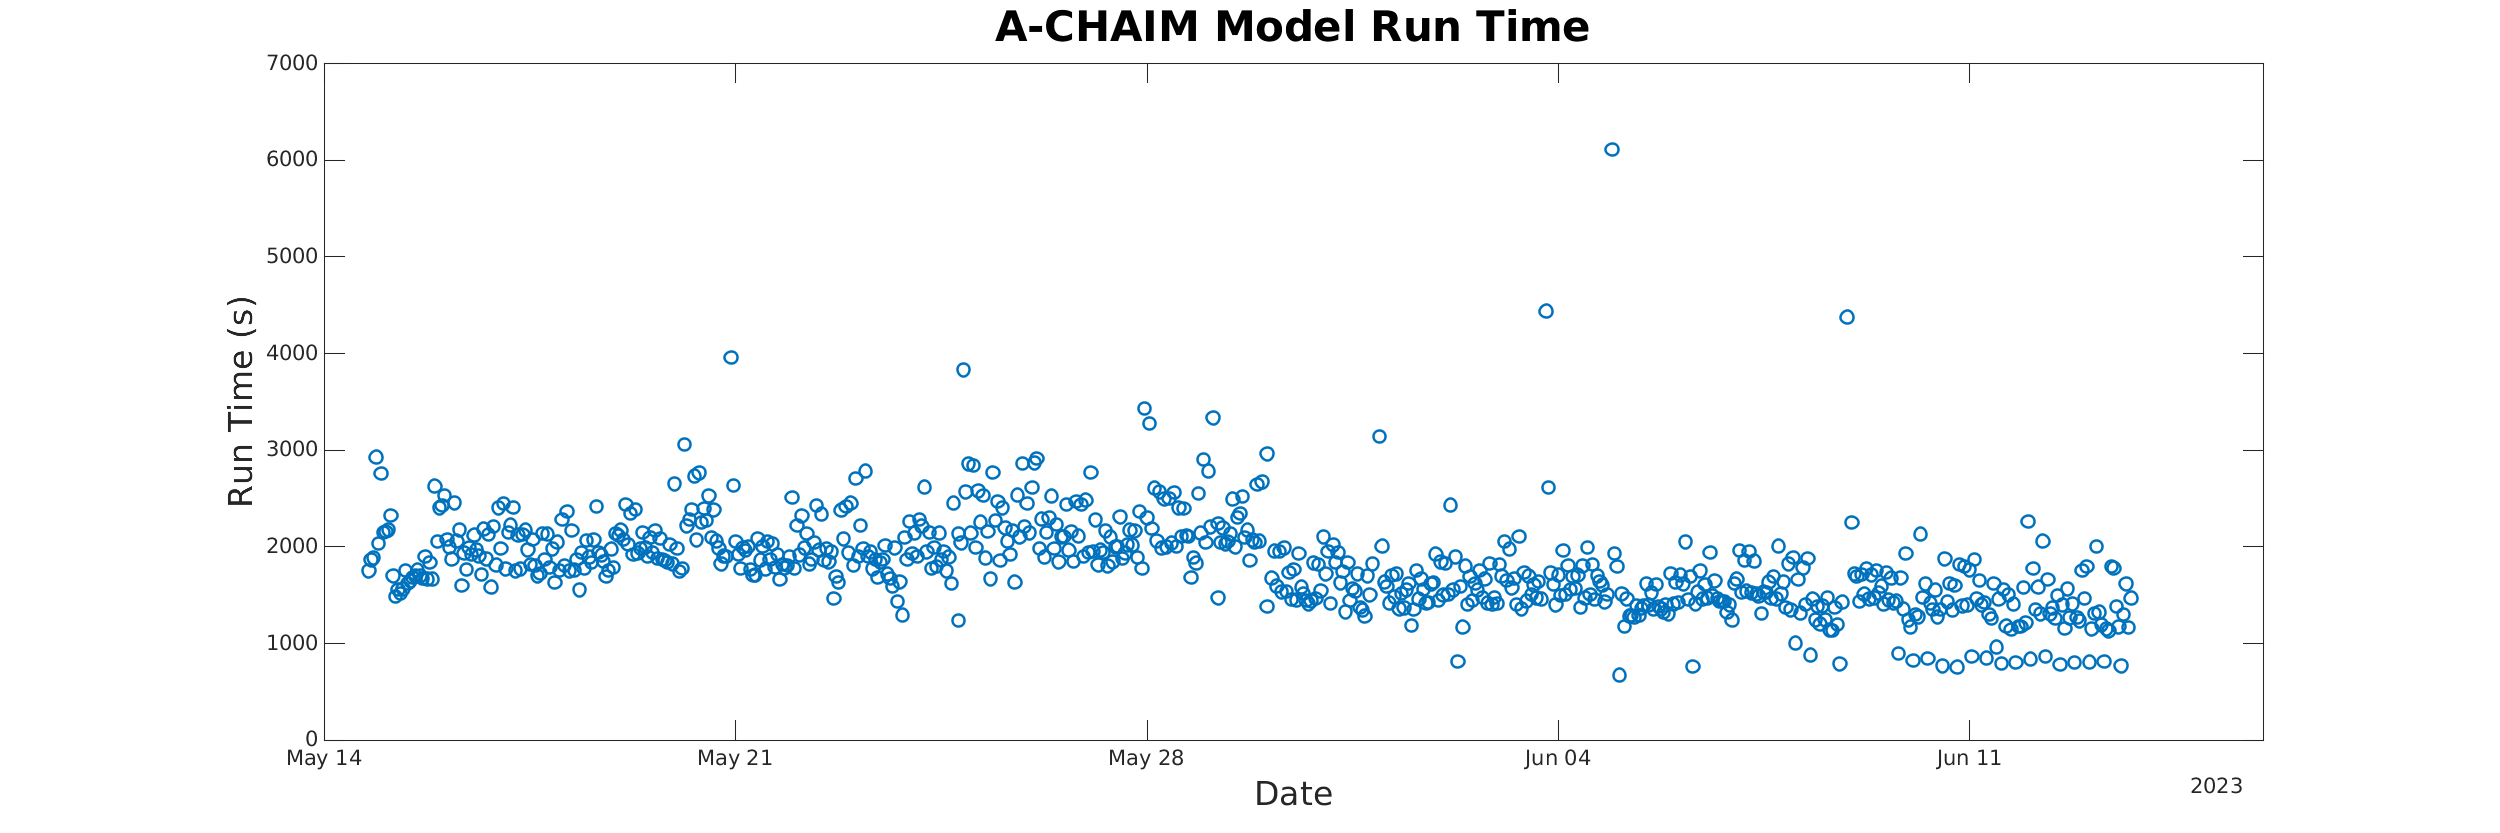 A-CHAIM Model Run Time
7000
6000
5000
4000
3000
2000
1000
0
Run Time (s)
May 14
May 21
May 28
Jun 04
Jun 11
2023
Date